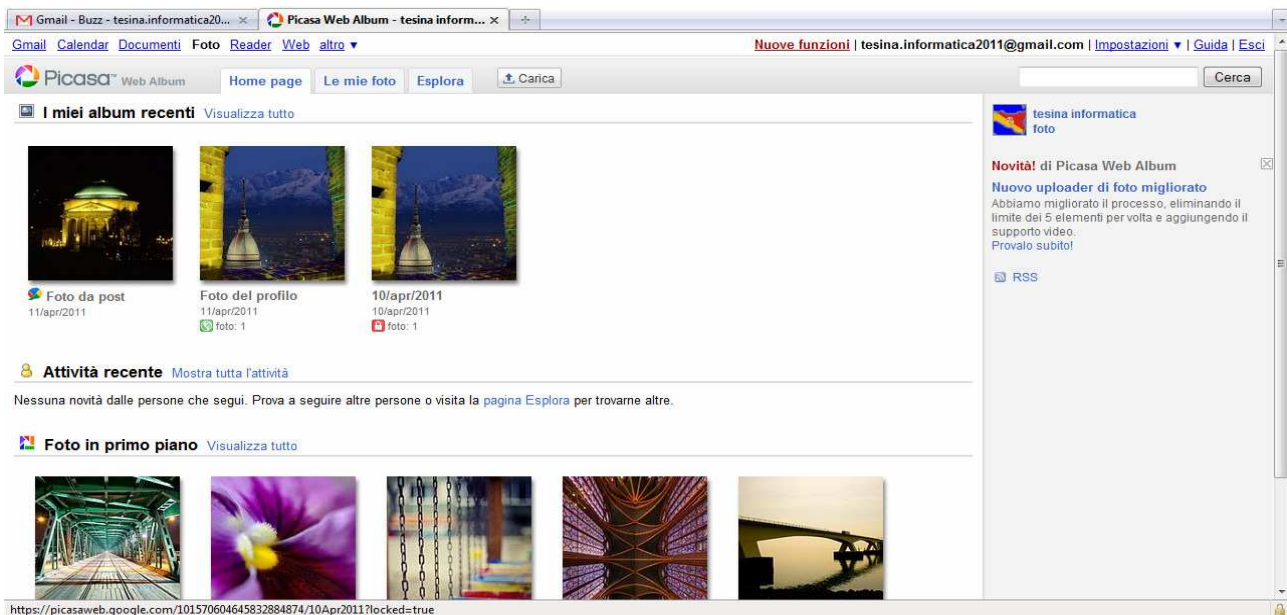 Gmail - Buzz - tesina.informatica20...
Picasa Web Album - tesina inform...
Gmail Calendar Documenti Foto Reader Web altro ▼
Nuove funzioni | tesina.informatica2011@gmail.com | Impostazioni ▼ | Guida | Esci
Picasa™ Web Album
Home page
Le mie foto
Esplora
Carica
Cerca
I miei album recenti Visualizza tutto
Foto da post
11/apr/2011
Foto del profilo
11/apr/2011
foto: 1
10/apr/2011
10/apr/2011
foto: 1
tesina informatica
foto
Novità! di Picasa Web Album
Nuovo uploader di foto migliorato
Abbiamo migliorato il processo, eliminando il
limite dei 5 elementi per volta e aggiungendo il
supporto video.
Provalo subito!
RSS
Attività recente Mostra tutta l'attività
Nessuna novità dalle persone che segui. Prova a seguire altre persone o visita la pagina Esplora per trovarne altre.
Foto in primo piano Visualizza tutto
https://picasaweb.google.com/101570604645832884874/10Apr2011?locked=true